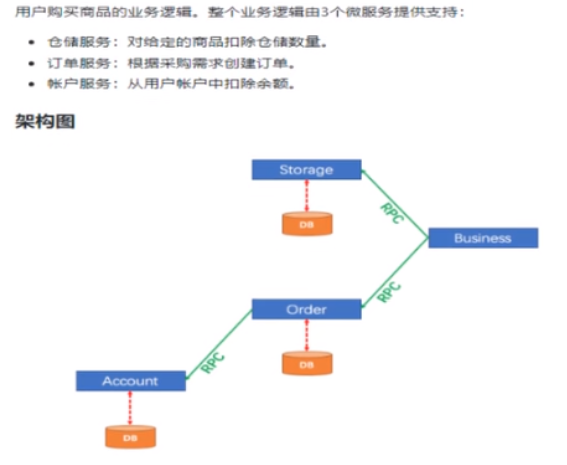 用户购买商品的业务逻辑。整个业务逻辑由3个微服务提供支持：
• 仓储服务：对给定的商品扣除仓储数量。
• 订单服务：根据采购需求创建订单。
• 帐户服务：从用户帐户中扣除余额。
架构图
Storage
RPC
DB
Business
RPC
Order
RPC
DB
Account
DB